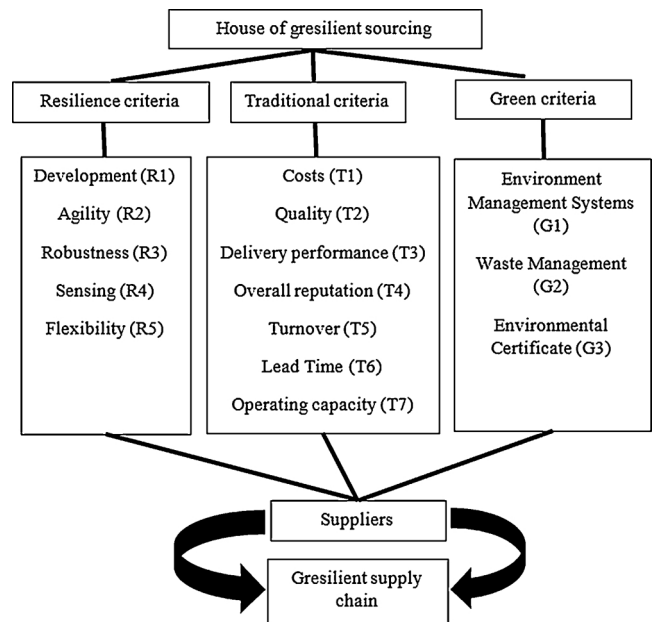 House of gresilient sourcing
Resilience criteria
Traditional criteria
Green criteria
Development (R1)
Agility (R2)
Robustness (R3)
Sensing (R4)
Flexibility (R5)
Costs (T1)
Quality (T2)
Delivery performance (T3)
Overall reputation (T4)
Turnover (T5)
Lead Time (T6)
Operating capacity (T7)
Environment
Management Systems
(G1)
Waste Management
(G2)
Environmental
Certificate (G3)
Suppliers
Gresilient supply
chain